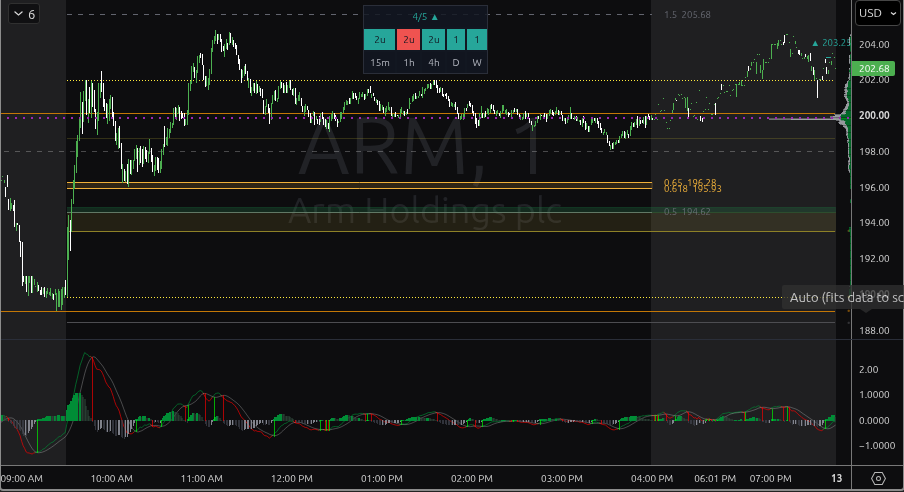 6
4/5 ▲
2u 2u 2u 1 1
15m 1h 4h D W
1.5 205.68
USD
204.00
▲ 203.25
202.68
202.00
200.00
198.00
196.00
194.00
192.00
188.00
ARM, 1
Arm Holdings plc
0.65 196.28
0.618 195.93
0.5 194.62
Auto (fits data to sc
2.00
1.0000
0.0000
−1.0000
09:00 AM 10:00 AM 11:00 AM 12:00 PM 01:00 PM 02:00 PM 03:00 PM 04:00 PM 06:01 PM 07:00 PM 13